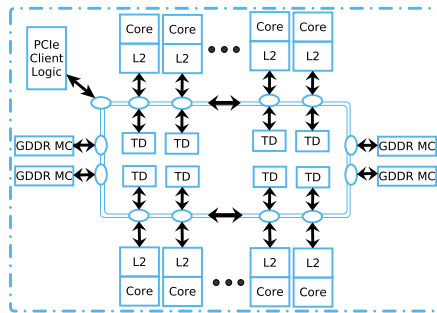 Core Core Core Core
PCIe
Client
Logic
L2 L2 L2 L2
TD TD TD TD
GDDR MC GDDR MC
GDDR MC GDDR MC
TD TD TD TD
L2 L2 L2 L2
Core Core Core Core